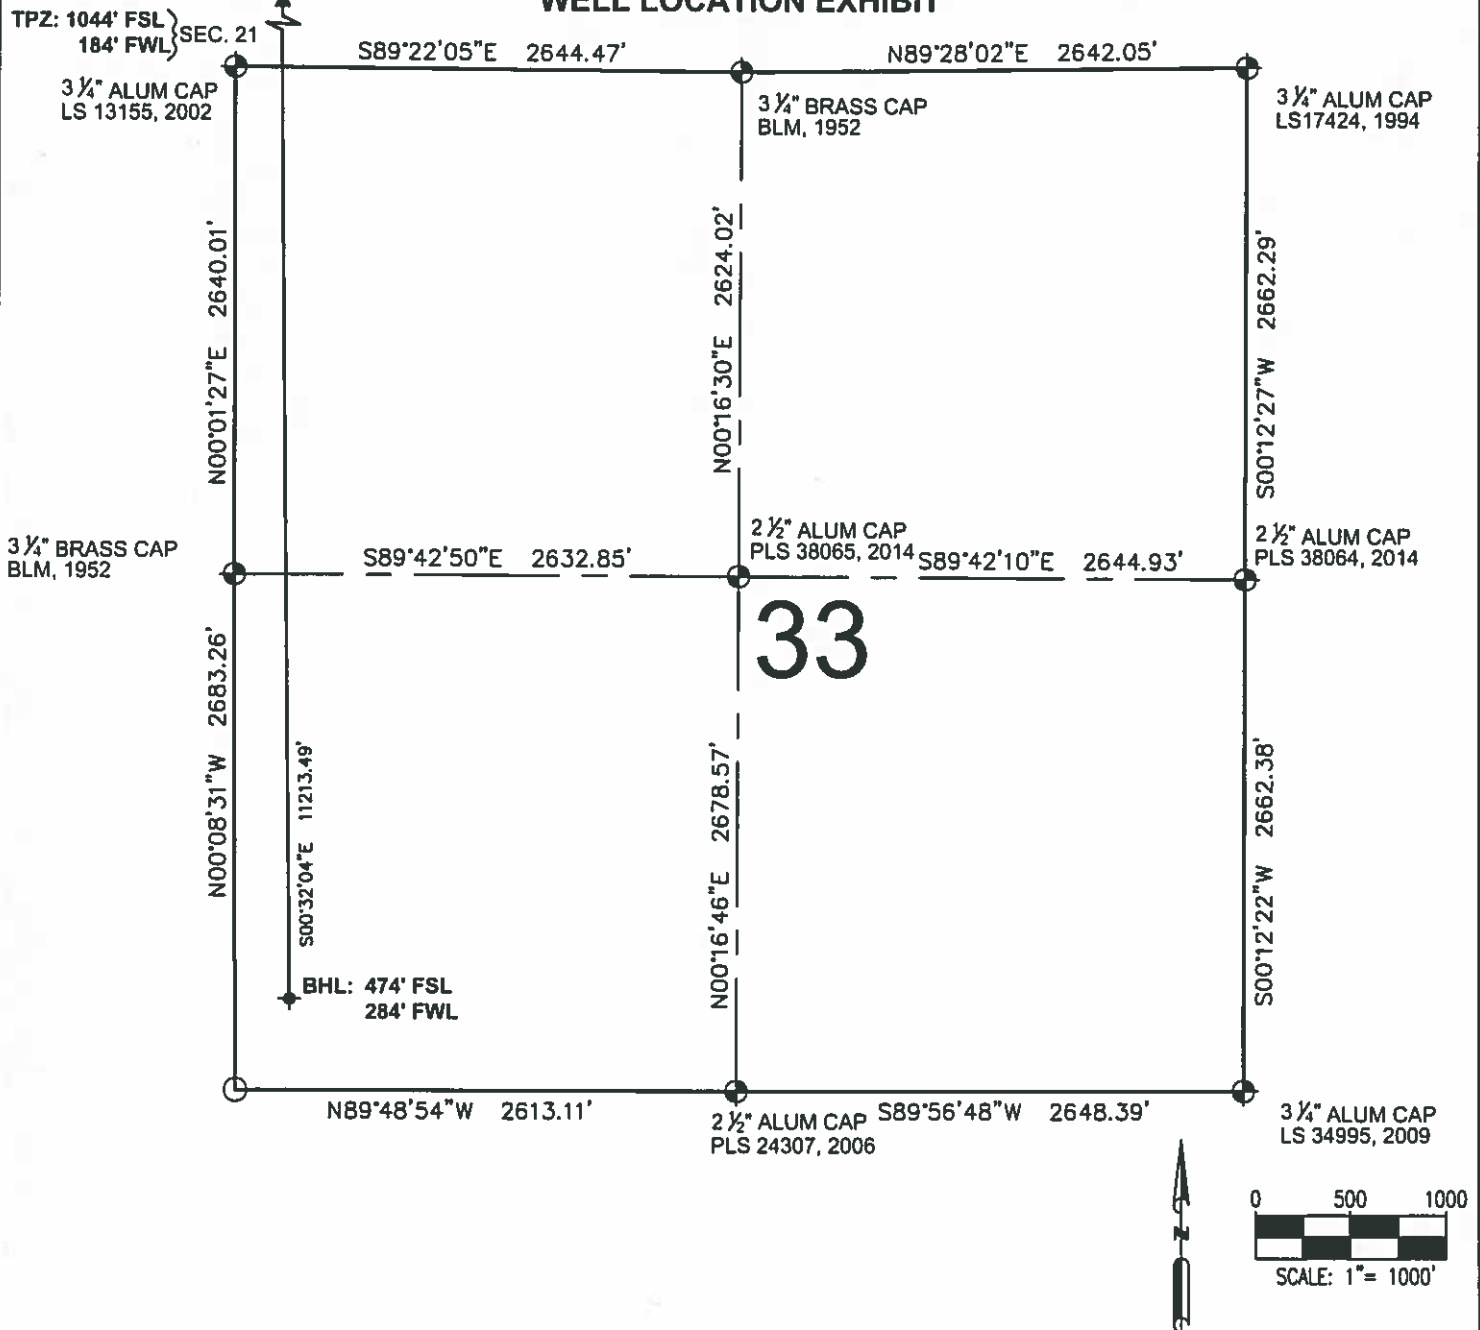 WELL LOCATION EXHIBIT
TPZ: 1044' FSL
184' FWL
SEC. 21
S89°22'05"E 2644.47'
N89°28'02"E 2642.05'
3 ¼" ALUM CAP
LS 13155, 2002
3 ¼" BRASS CAP
BLM, 1952
3 ¼" ALUM CAP
LS17424, 1994
N00°01'27"E 2640.01'
N00°16'30"E 2624.02'
S00°12'27"W 2662.29'
3 ¼" BRASS CAP
BLM, 1952
S89°42'50"E 2632.85'
2 ½" ALUM CAP
PLS 38065, 2014
S89°42'10"E 2644.93'
2 ½" ALUM CAP
PLS 38064, 2014
33
N00°08'31"W 2683.26'
S00°32'04"E 11213.49'
N00°16'46"E 2678.57'
S00°12'22"W 2662.38'
BHL: 474' FSL
284' FWL
N89°48'54"W 2613.11'
2 ½" ALUM CAP
PLS 24307, 2006
S89°56'48"W 2648.39'
3 ¼" ALUM CAP
LS 34995, 2009
0 500 1000
SCALE: 1"= 1000'
N